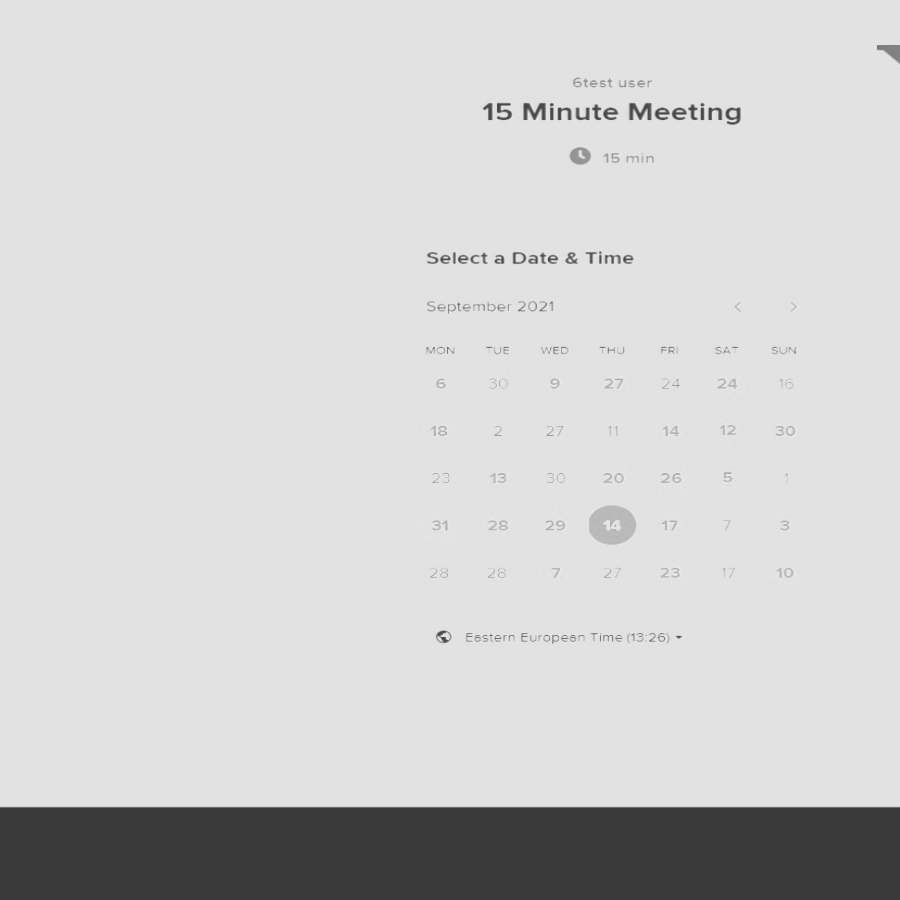 6test user
15 Minute Meeting
15 min
Select a Date & Time
September 2021
MON TUE WED THU FRI SAT SUN
6 30 9 27 24 24 16
18 2 27 11 14 12 30
23 13 30 20 26 5 1
31 28 29 14 17 7 3
28 28 7 27 23 17 10
Eastern European Time (13:26)